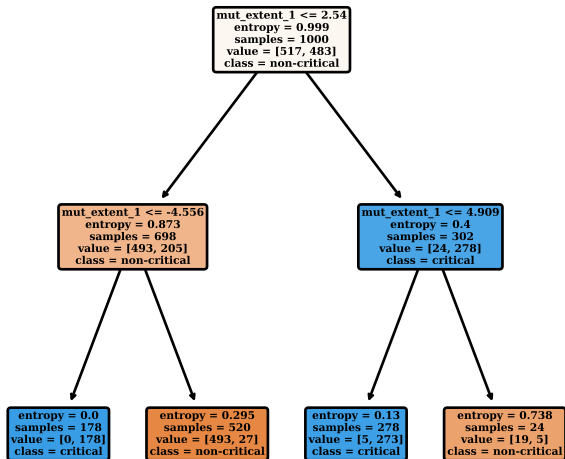 mut_extent_1 <= 2.54
entropy = 0.999
samples = 1000
value = [517, 483]
class = non-critical
mut_extent_1 <= -4.556
entropy = 0.873
samples = 698
value = [493, 205]
class = non-critical
mut_extent_1 <= 4.909
entropy = 0.4
samples = 302
value = [24, 278]
class = critical
entropy = 0.0
samples = 178
value = [0, 178]
class = critical
entropy = 0.295
samples = 520
value = [493, 27]
class = non-critical
entropy = 0.13
samples = 278
value = [5, 273]
class = critical
entropy = 0.738
samples = 24
value = [19, 5]
class = non-critical